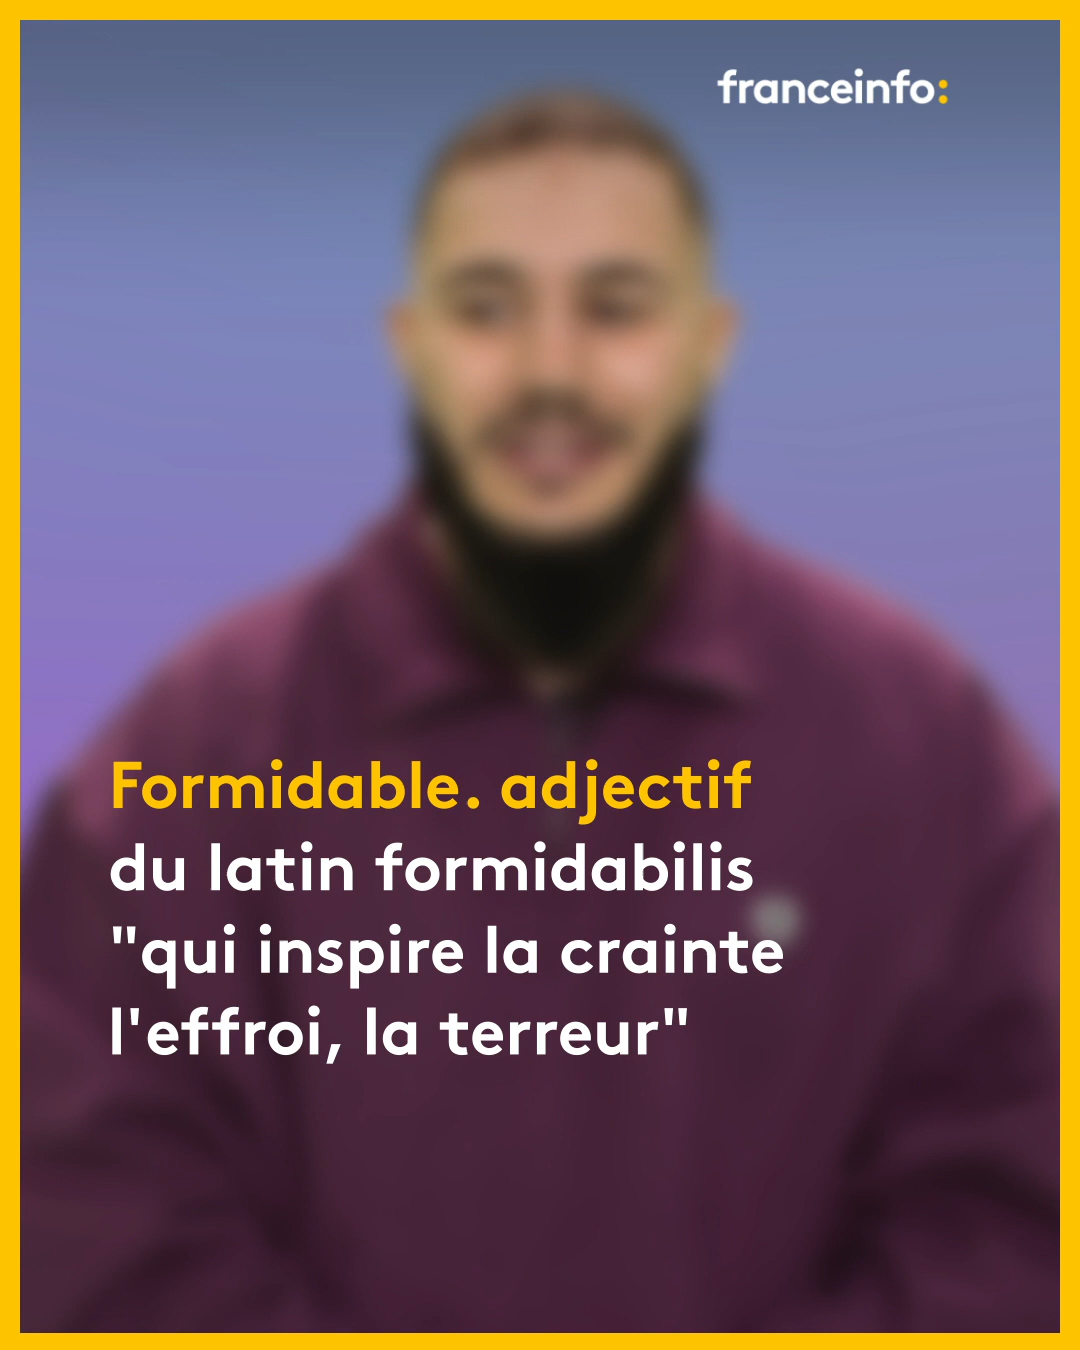 franceinfo:
Formidable. adjectif
du latin formidabilis
"qui inspire la crainte
l'effroi, la terreur"